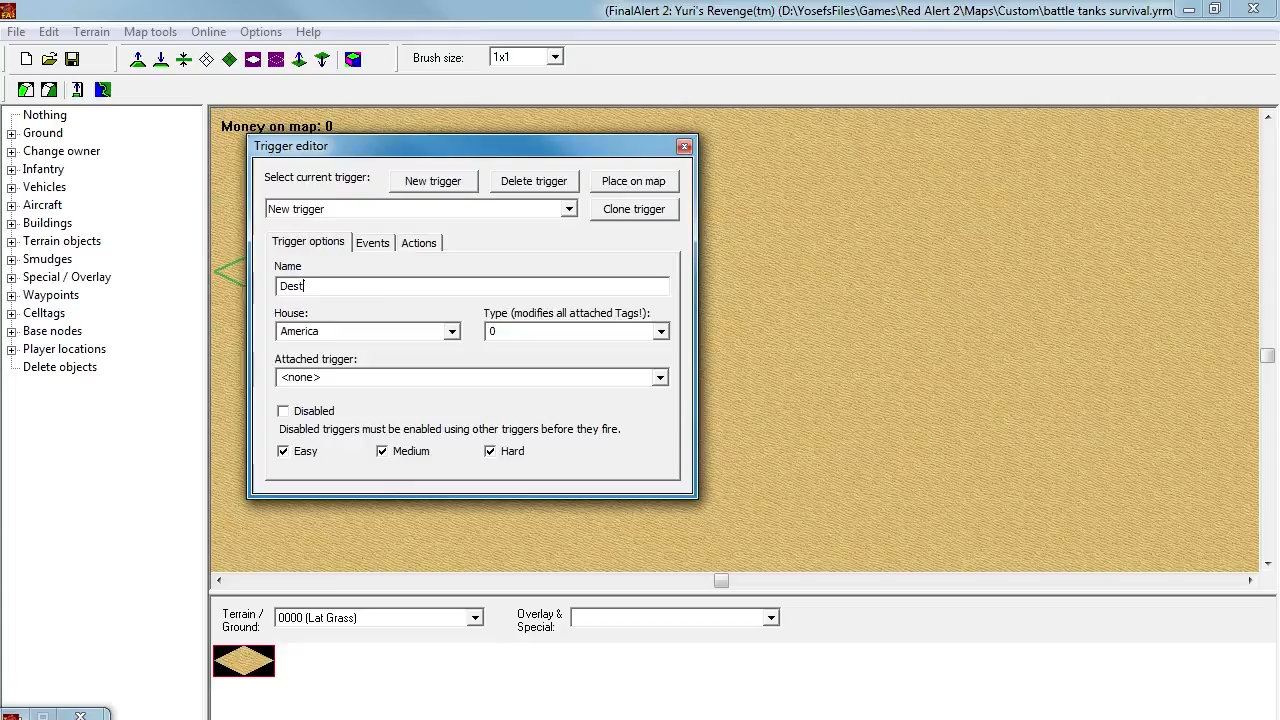 (FinalAlert 2: Yuri's Revenge(tm) (D:\YosefsFiles\Games\Red Alert 2\Maps\Custom\battle tanks survival.yrm
File Edit Terrain Map tools Online Options Help
Brush size: 1x1
Nothing
Ground
Change owner
Infantry
Vehicles
Aircraft
Buildings
Terrain objects
Smudges
Special / Overlay
Waypoints
Celltags
Base nodes
Player locations
Delete objects
Money on map: 0
Trigger editor
Select current trigger: New trigger Delete trigger Place on map
New trigger Clone trigger
Trigger options Events Actions
Name
Dest
House: Type (modifies all attached Tags!):
America 0
Attached trigger:
<none>
Disabled
Disabled triggers must be enabled using other triggers before they fire.
Easy Medium Hard
Terrain / Ground: 0000 (Lat Grass) Overlay & Special: